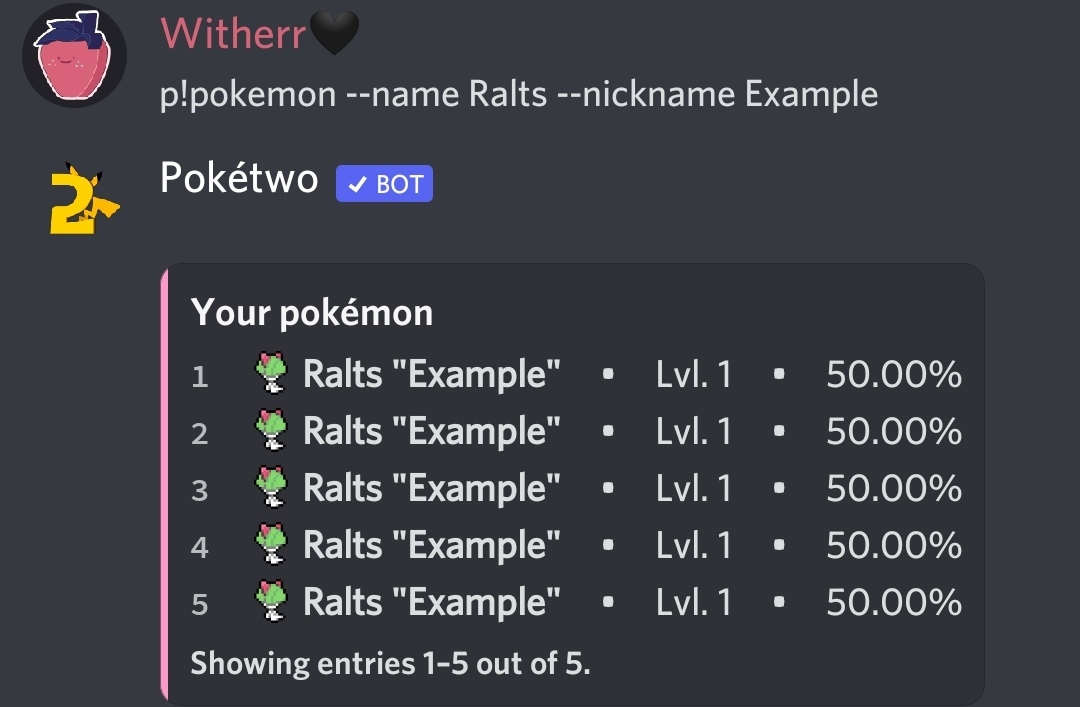 Witherr🖤
p!pokemon --name Ralts --nickname Example
Pokétwo ✓ BOT
Your pokémon
1 Ralts "Example" • Lvl. 1 • 50.00%
2 Ralts "Example" • Lvl. 1 • 50.00%
3 Ralts "Example" • Lvl. 1 • 50.00%
4 Ralts "Example" • Lvl. 1 • 50.00%
5 Ralts "Example" • Lvl. 1 • 50.00%
Showing entries 1–5 out of 5.